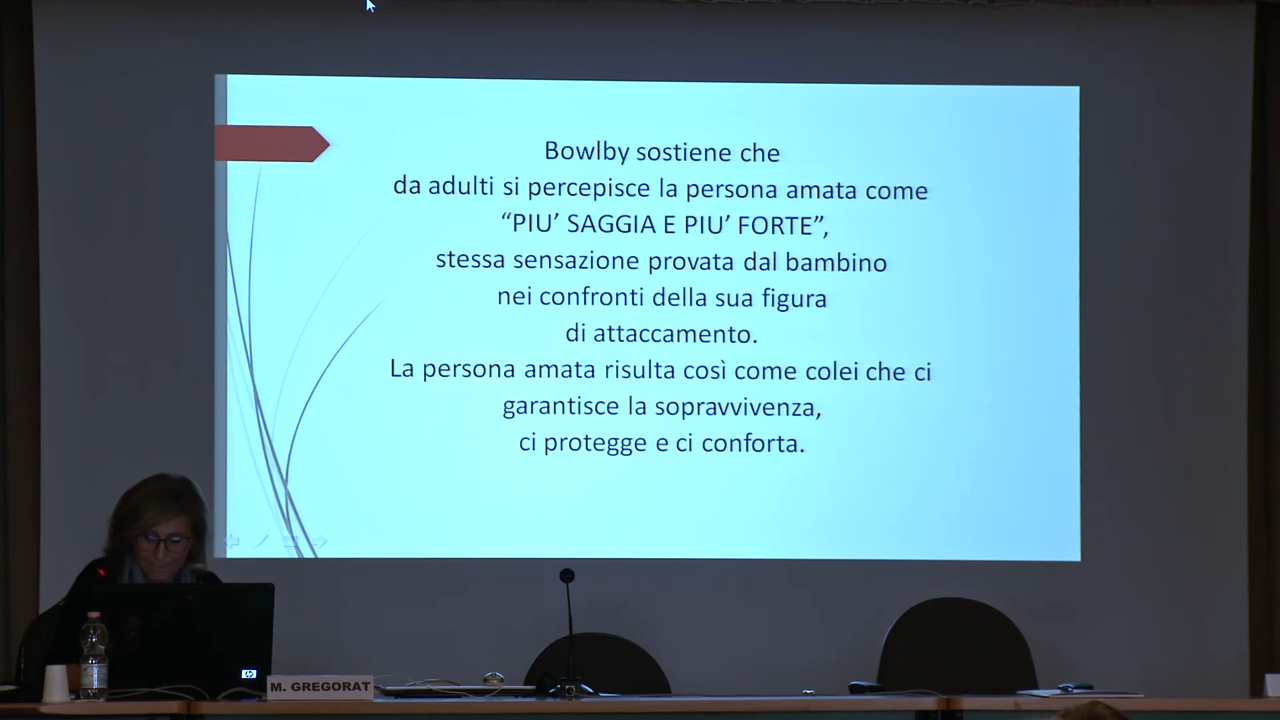 Bowlby sostiene che
da adulti si percepisce la persona amata come
“PIU’ SAGGIA E PIU’ FORTE”,
stessa sensazione provata dal bambino
nei confronti della sua figura
di attaccamento.
La persona amata risulta così come colei che ci
garantisce la sopravvivenza,
ci protegge e ci conforta.
hp
M. GREGORAT